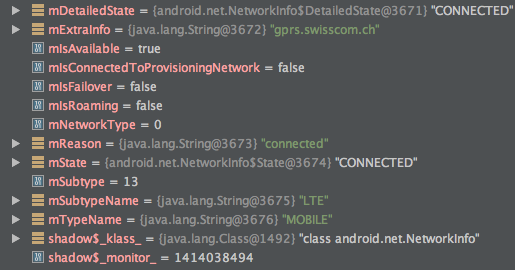 mDetailedState = {android.net.NetworkInfo$DetailedState@3671} "CONNECTED"
mExtraInfo = {java.lang.String@3672} "gprs.swisscom.ch"
mIsAvailable = true
mIsConnectedToProvisioningNetwork = false
mIsFailover = false
mIsRoaming = false
mNetworkType = 0
mReason = {java.lang.String@3673} "connected"
mState = {android.net.NetworkInfo$State@3674} "CONNECTED"
mSubtype = 13
mSubtypeName = {java.lang.String@3675} "LTE"
mTypeName = {java.lang.String@3676} "MOBILE"
shadow$_klass_ = {java.lang.Class@1492} "class android.net.NetworkInfo"
shadow$_monitor_ = 1414038494